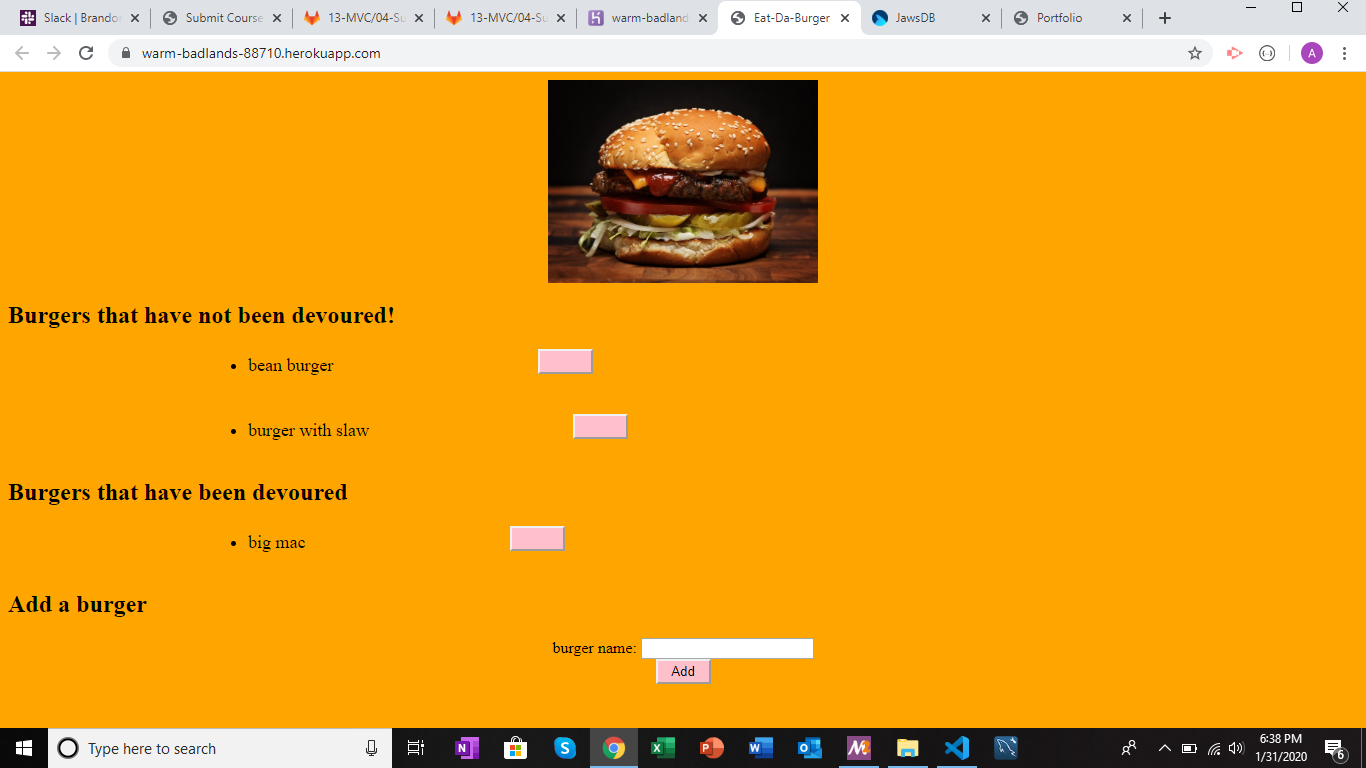 Slack | Brandon
Submit Course
13-MVC/04-Su
13-MVC/04-Su
warm-badland
Eat-Da-Burger
JawsDB
Portfolio
warm-badlands-88710.herokuapp.com
A
Burgers that have not been devoured!
bean burger
burger with slaw
Burgers that have been devoured
big mac
Add a burger
burger name:
Add
Type here to search
6:38 PM
1/31/2020
6